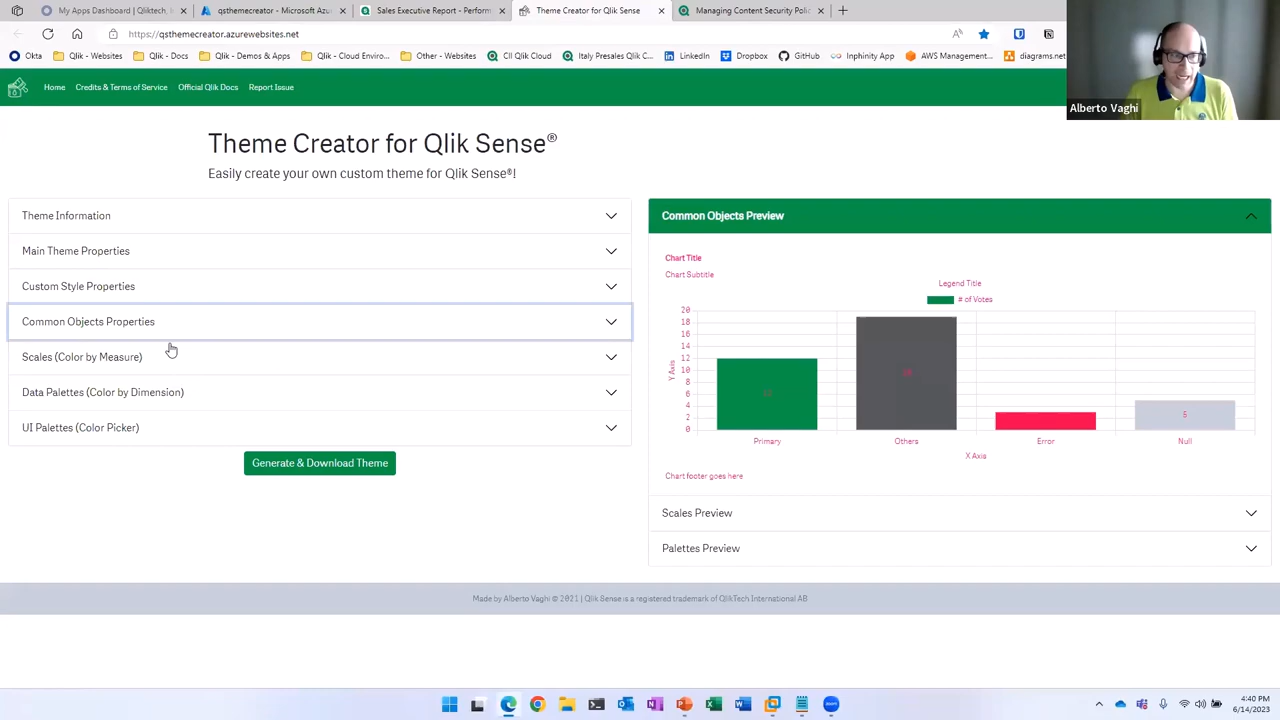 My Apps Dashboard | Qliktech, I
qsthemecreator - Microsoft Azu
Sales Executive Report - Perform
Theme Creator for Qlik Sense
Managing Content Security Polic
https://qsthemecreator.azurewebsites.net
Okta
Qlik - Websites
Qlik - Docs
Qlik - Demos & Apps
Qlik - Cloud Enviro...
Other - Websites
CII Qlik Cloud
Italy Presales Qlik C...
LinkedIn
Dropbox
GitHub
Inphinity App
AWS Management...
diagrams.net
Alberto Vaghi
Home
Credits & Terms of Service
Official Qlik Docs
Report Issue
Theme Creator for Qlik Sense®
Easily create your own custom theme for Qlik Sense®!
Theme Information
Main Theme Properties
Custom Style Properties
Common Objects Properties
Scales (Color by Measure)
Data Palettes (Color by Dimension)
UI Palettes (Color Picker)
Generate & Download Theme
Common Objects Preview
Chart Title
Chart Subtitle
Legend Title
# of Votes
20
18
16
14
12
10
8
6
4
2
0
Y Axis
12
19
5
Primary
Others
Error
Null
X Axis
Chart footer goes here
Scales Preview
Palettes Preview
Made by Alberto Vaghi © 2021 | Qlik Sense is a registered trademark of QlikTech International AB
4:40 PM
6/14/2023